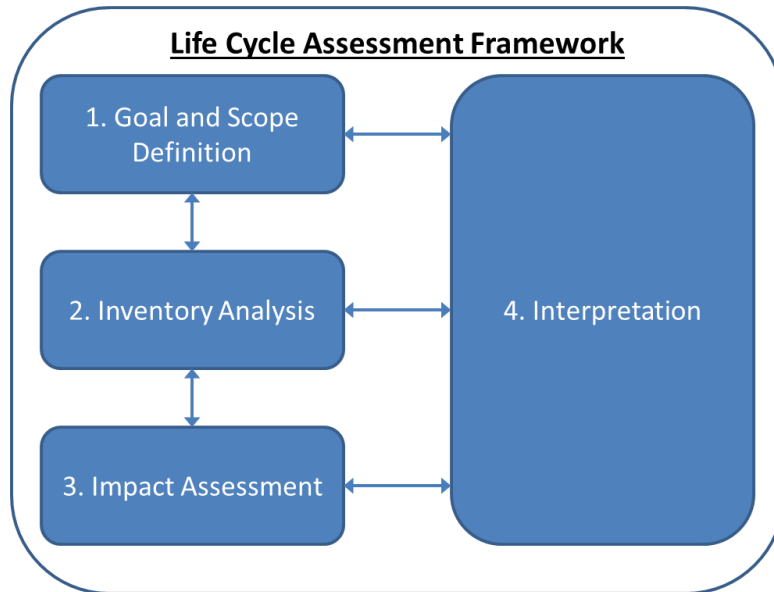 Life Cycle Assessment Framework
1. Goal and Scope
Definition
2. Inventory Analysis
3. Impact Assessment
4. Interpretation